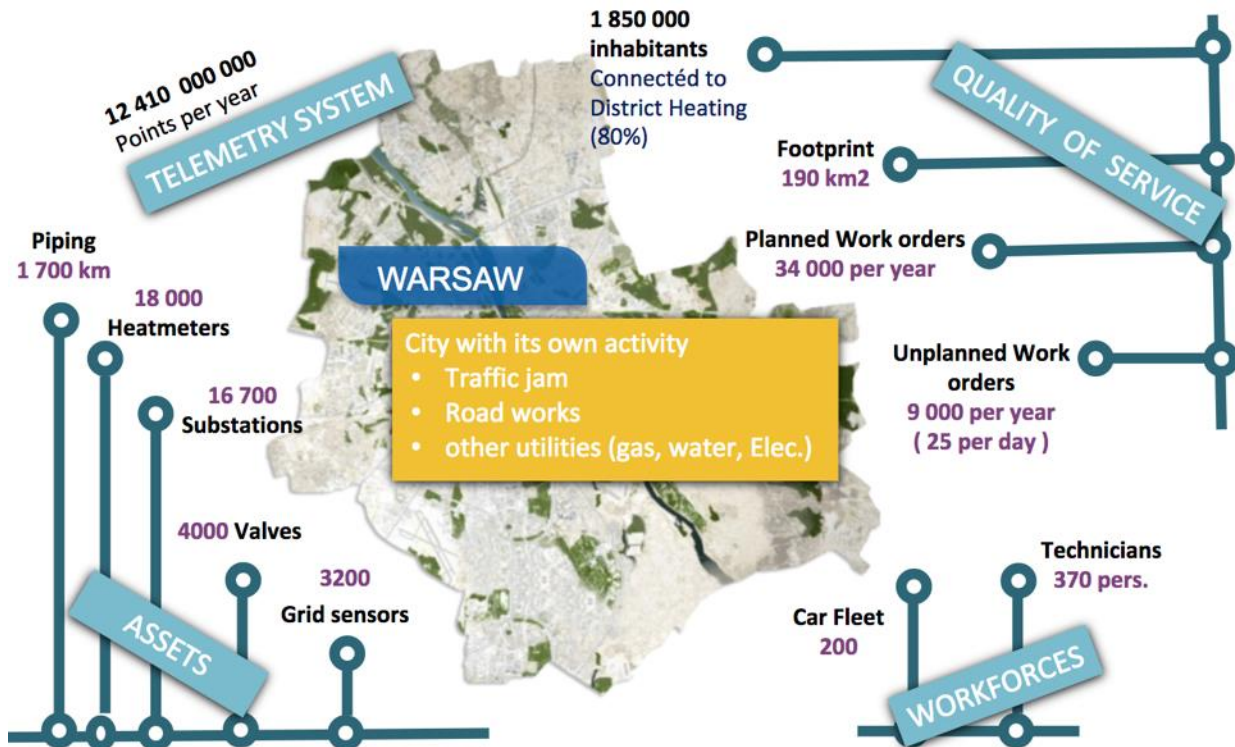 12 410 000 000
Points per year
TELEMETRY SYSTEM
1 850 000
inhabitants
Connectéd to
District Heating
(80%)
QUALITY OF SERVICE
Footprint
190 km2
Planned Work orders
34 000 per year
Unplanned Work
orders
9 000 per year
( 25 per day )
Piping
1 700 km
18 000
Heatmeters
16 700
Substations
4000 Valves
3200
Grid sensors
ASSETS
WARSAW
City with its own activity
• Traffic jam
• Road works
• other utilities (gas, water, Elec.)
Technicians
370 pers.
Car Fleet
200
WORKFORCES